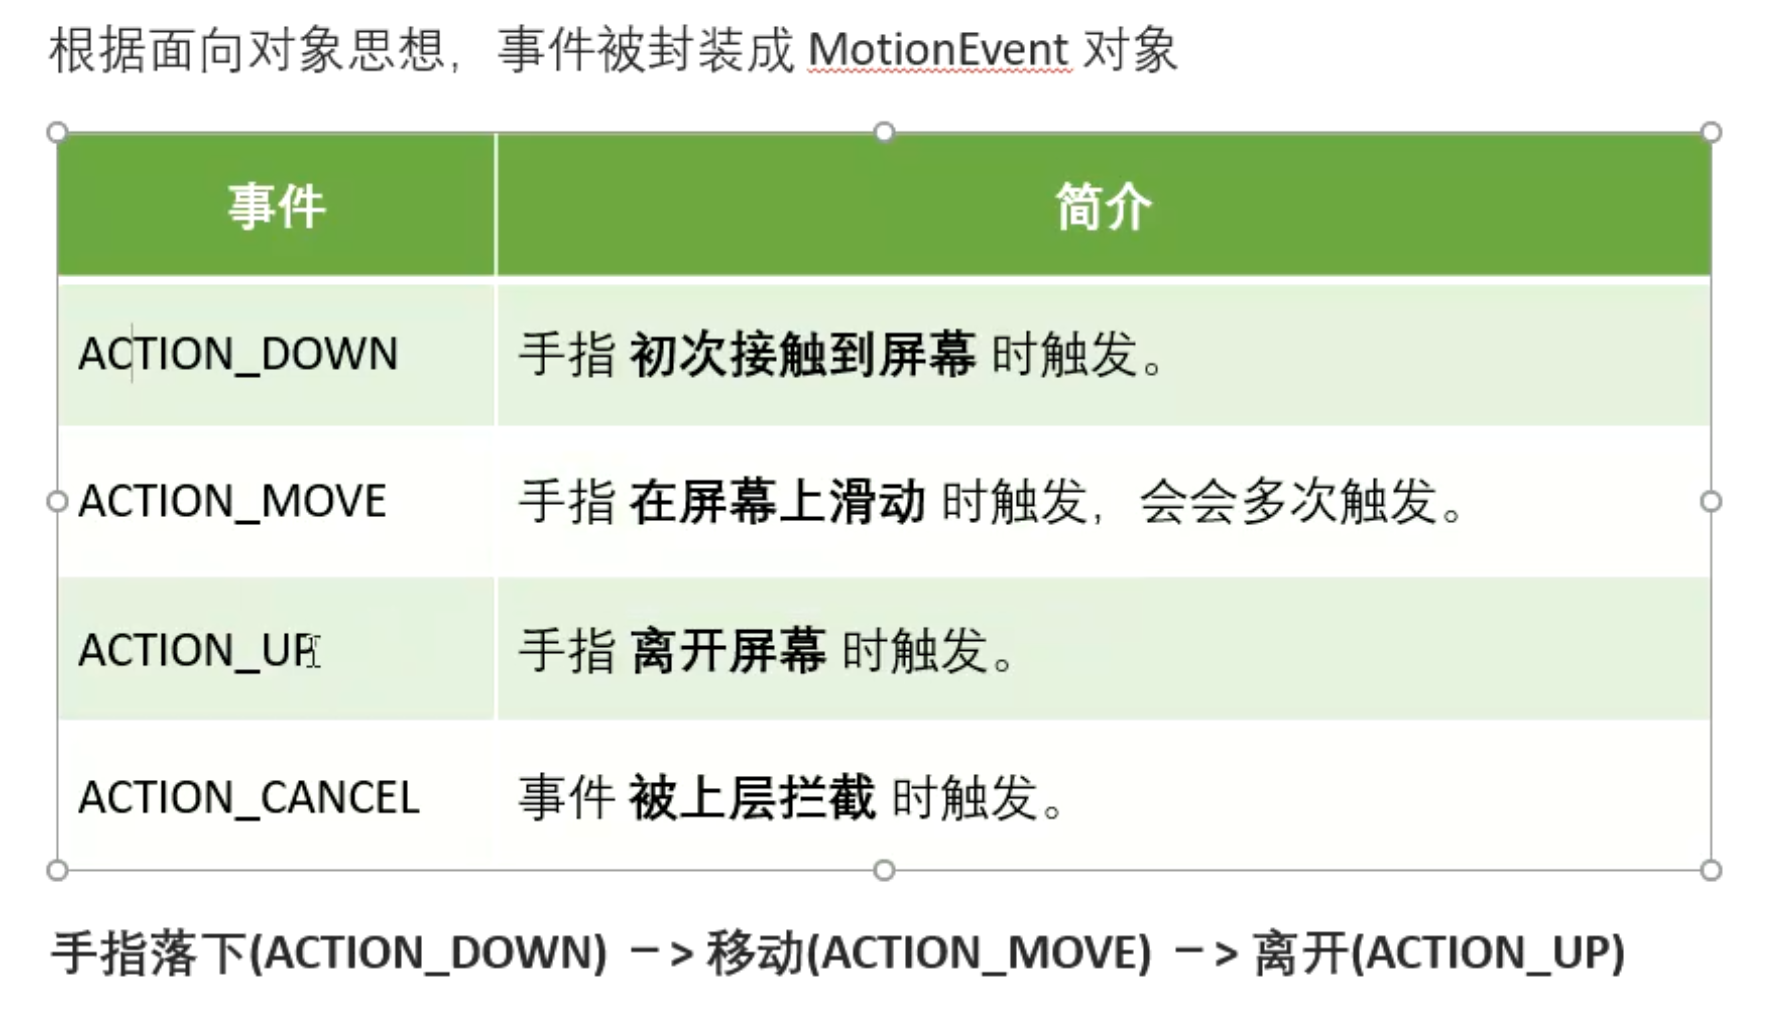 根据面向对象思想，事件被封装成 MotionEvent 对象
事件 简介
ACTION_DOWN 手指 初次接触到屏幕 时触发。
ACTION_MOVE 手指 在屏幕上滑动 时触发，会会多次触发。
ACTION_UP 手指 离开屏幕 时触发。
ACTION_CANCEL 事件 被上层拦截 时触发。
手指落下(ACTION_DOWN) －> 移动(ACTION_MOVE) －> 离开(ACTION_UP)